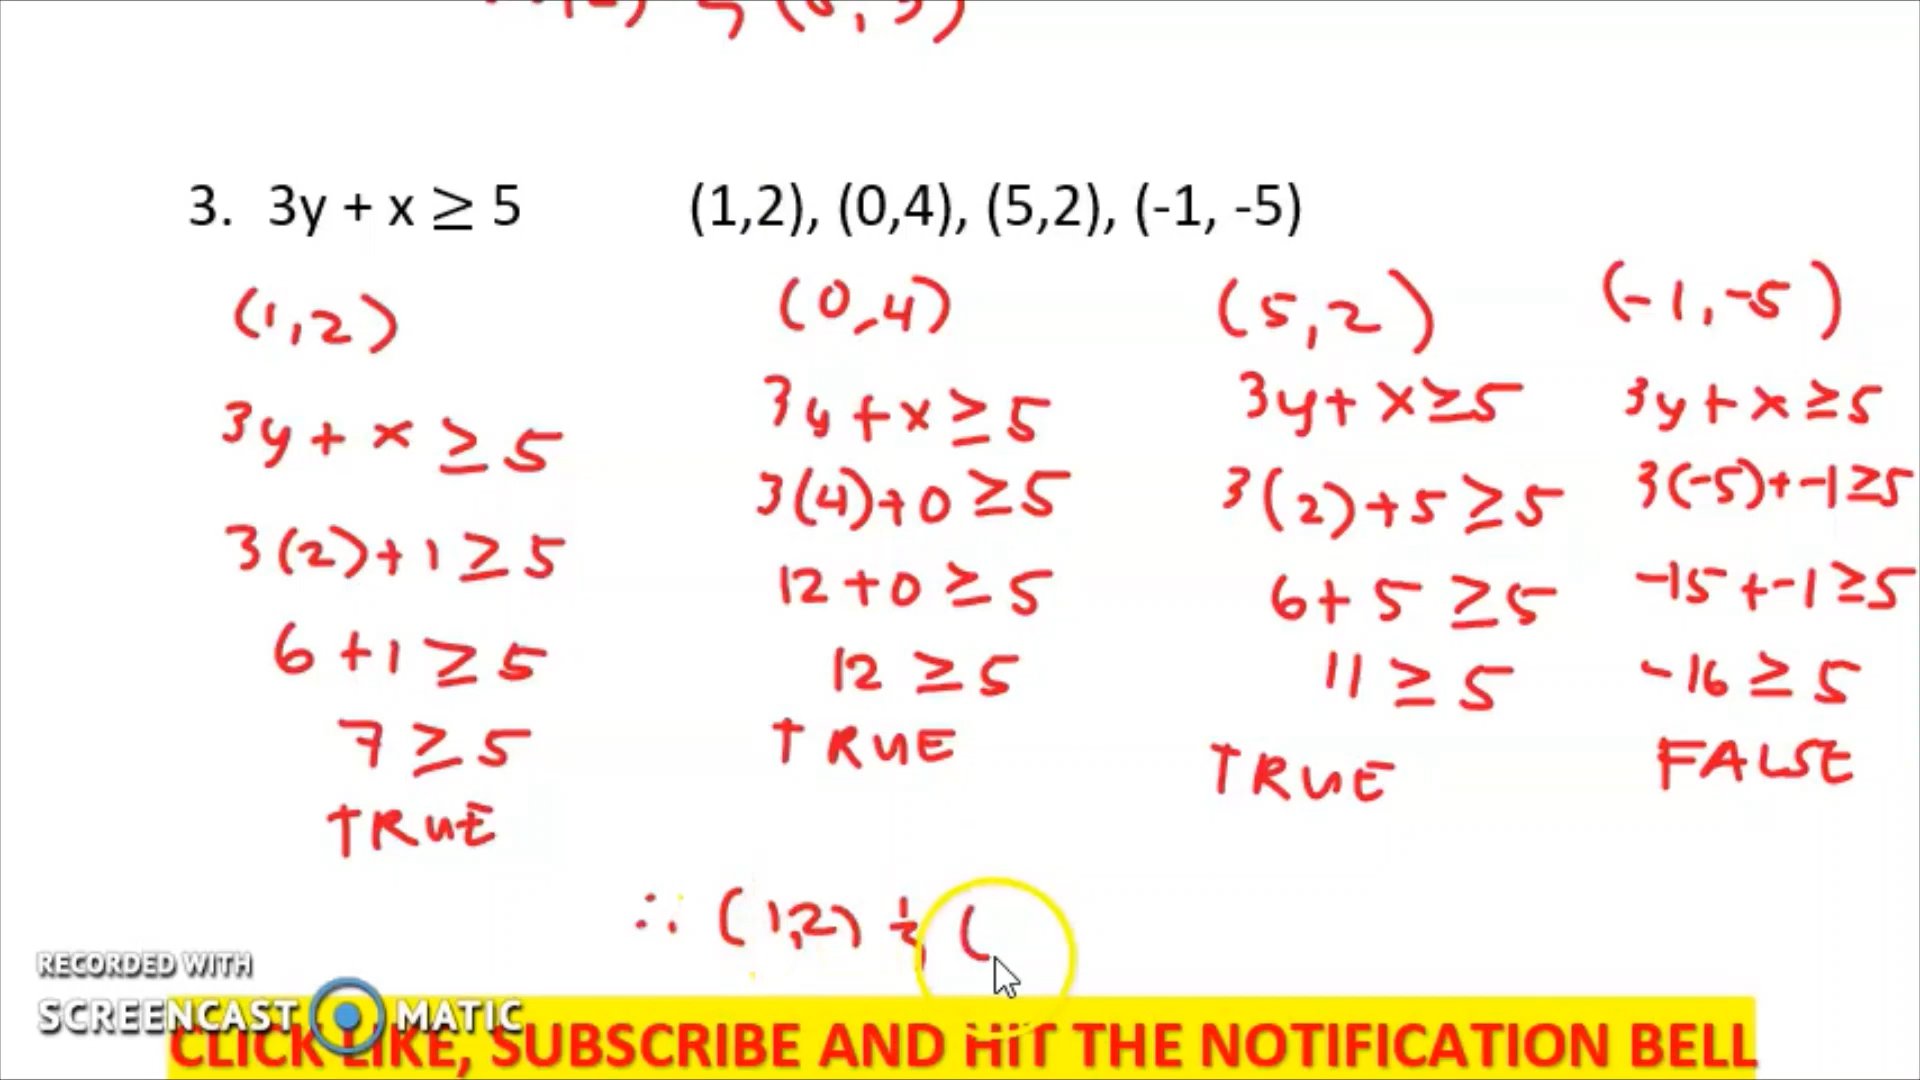 3. 3y + x ≥ 5 (1,2), (0,4), (5,2), (-1, -5)
(1,2) (0,4) (5,2) (-1,-5)
3y + x ≥ 5 3y + x ≥ 5 3y + x ≥ 5 3y + x ≥ 5
3(2)+1 ≥ 5 3(4)+0 ≥ 5 3(2)+5 ≥ 5 3(-5)+-1 ≥ 5
6+1 ≥ 5 12+0 ≥ 5 6+5 ≥ 5 -15+-1 ≥ 5
7 ≥ 5 12 ≥ 5 11 ≥ 5 -16 ≥ 5
TRUE TRUE TRUE FALSE
∴ (1,2) & (
RECORDED WITH
SCREENCAST MATIC
CLICK LIKE, SUBSCRIBE AND HIT THE NOTIFICATION BELL